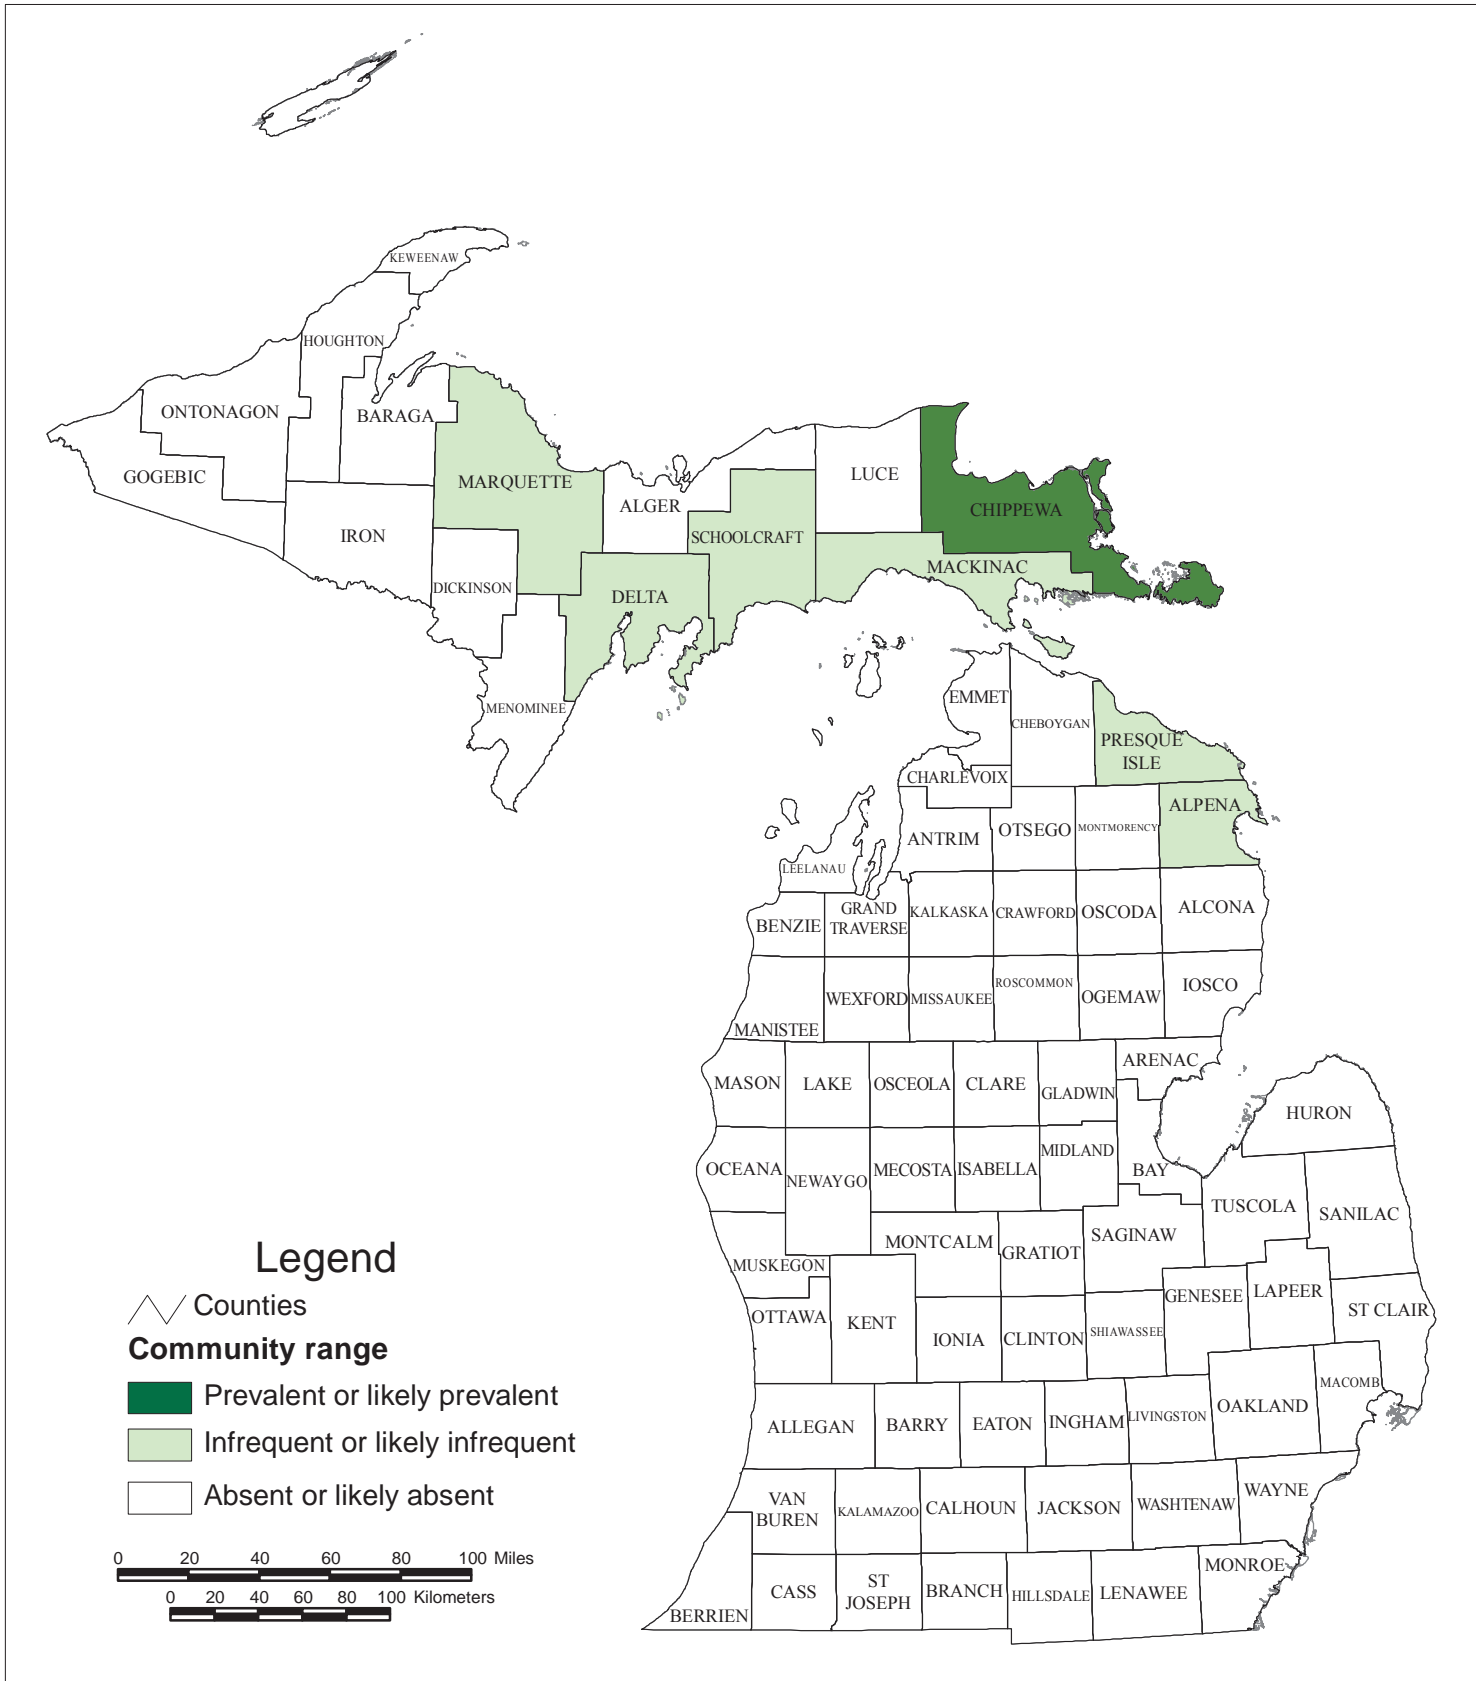 KEWEENAW
HOUGHTON
ONTONAGON
BARAGA
GOGEBIC
MARQUETTE
LUCE
ALGER
CHIPPEWA
IRON
SCHOOLCRAFT
MACKINAC
DICKINSON
DELTA
MENOMINEE
EMMET
CHEBOYGAN
PRESQUE
ISLE
CHARLEVOIX
ALPENA
ANTRIM
OTSEGO
MONTMORENCY
LEELANAU
BENZIE
GRAND
TRAVERSE
KALKASKA
CRAWFORD
OSCODA
ALCONA
MANISTEE
WEXFORD
MISSAUKEE
ROSCOMMON
OGEMAW
IOSCO
ARENAC
MASON
LAKE
OSCEOLA
CLARE
GLADWIN
HURON
OCEANA
NEWAYGO
MECOSTA
ISABELLA
MIDLAND
BAY
TUSCOLA
SANILAC
MUSKEGON
MONTCALM
GRATIOT
SAGINAW
OTTAWA
KENT
IONIA
CLINTON
SHIAWASSEE
GENESEE
LAPEER
ST CLAIR
ALLEGAN
BARRY
EATON
INGHAM
LIVINGSTON
OAKLAND
MACOMB
VAN
BUREN
KALAMAZOO
CALHOUN
JACKSON
WASHTENAW
WAYNE
BERRIEN
CASS
ST
JOSEPH
BRANCH
HILLSDALE
LENAWEE
MONROE
Legend
Counties
Community range
Prevalent or likely prevalent
Infrequent or likely infrequent
Absent or likely absent
0 20 40 60 80 100 Miles
0 20 40 60 80 100 Kilometers